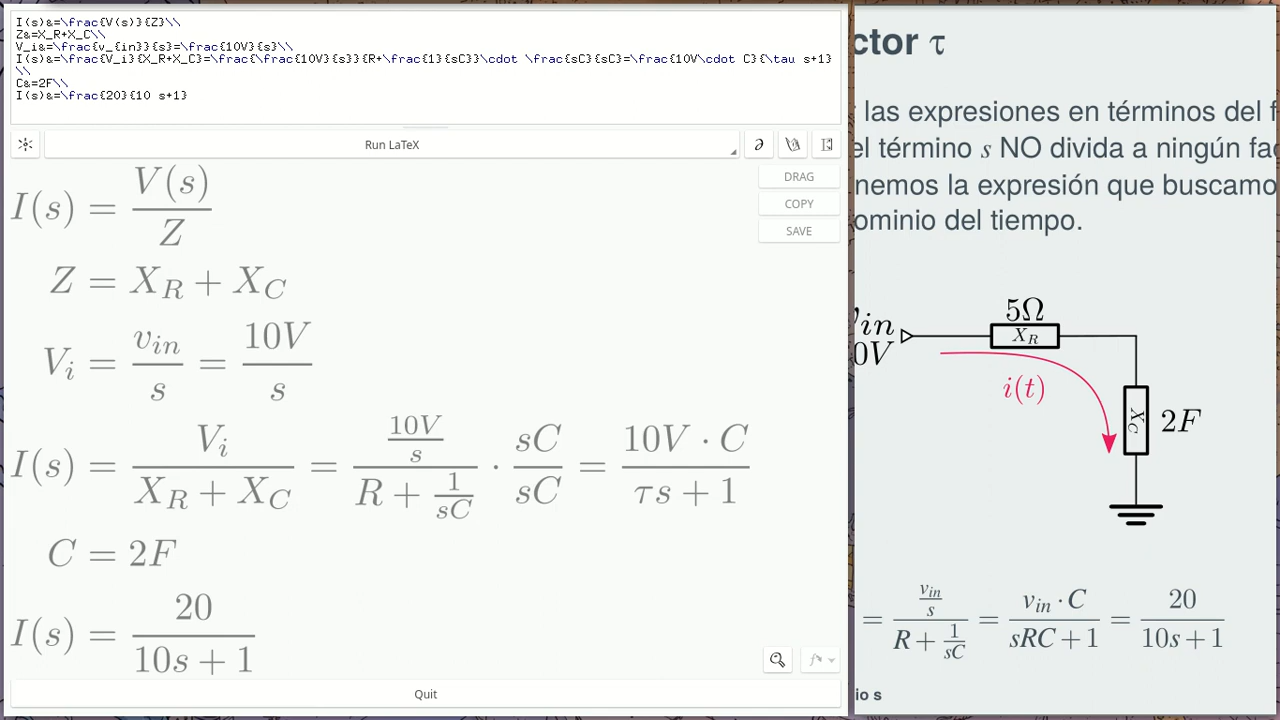 I(s)&=\frac{V(s)}{Z}\\
Z&=X_R+X_C\\
V_i&=\frac{v_{in}}{s}=\frac{10V}{s}\\
I(s)&=\frac{V_i}{X_R+X_C}=\frac{\frac{10V}{s}}{R+\frac{1}{sC}}\cdot \frac{sC}{sC}=\frac{10V\cdot C}{\tau s+1}
\\
C&=2F\\
I(s)&=\frac{20}{10 s+1}
Run LaTeX
DRAG
COPY
SAVE
I(s) = V(s)/Z
Z = X_R + X_C
V_i = v_in/s = 10V/s
I(s) = V_i/(X_R + X_C) = (10V/s)/(R + 1/(sC)) · sC/sC = (10V · C)/(τs + 1)
C = 2F
I(s) = 20/(10s + 1)
Quit
ctor τ
las expresiones en términos del f
el término s NO divida a ningún fac
nemos la expresión que buscamo
ominio del tiempo.
5Ω
X_R
in
0V
i(t)
X_C
2F
= (v_in/s)/(R + 1/(sC)) = (v_in · C)/(sRC + 1) = 20/(10s + 1)
io s